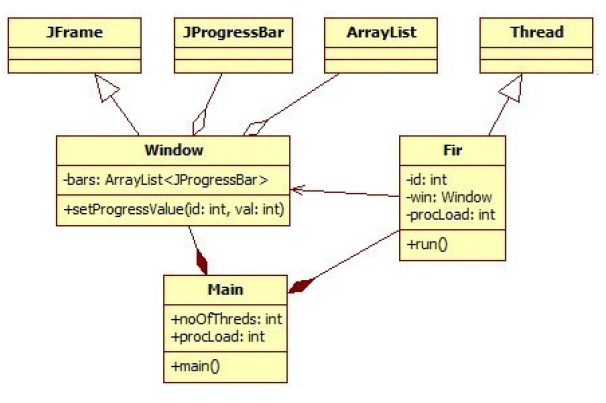 JFrame
JProgressBar
ArrayList
Thread
Window
-bars: ArrayList<JProgressBar>
+setProgressValue(id: int, val: int)
Fir
-id: int
-win: Window
-procLoad: int
+run()
Main
+noOfThreds: int
+procLoad: int
+main()